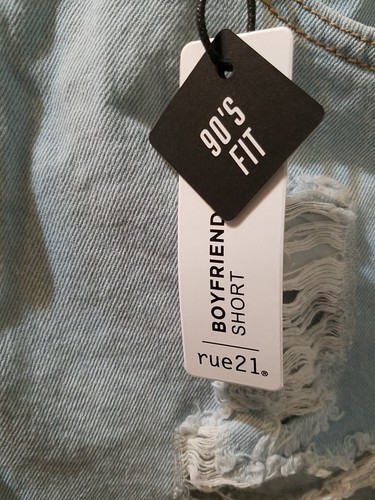 90'S
FIT
BOYFRIEND
SHORT
rue21®